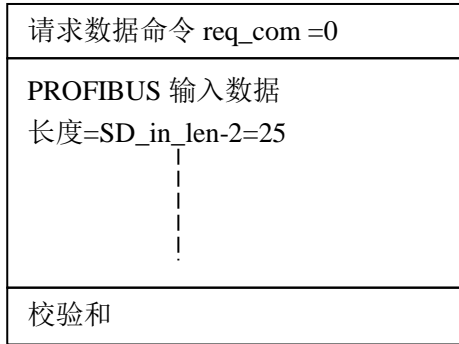 请求数据命令 req_com =0
PROFIBUS 输入数据
长度=SD_in_len-2=25
校验和